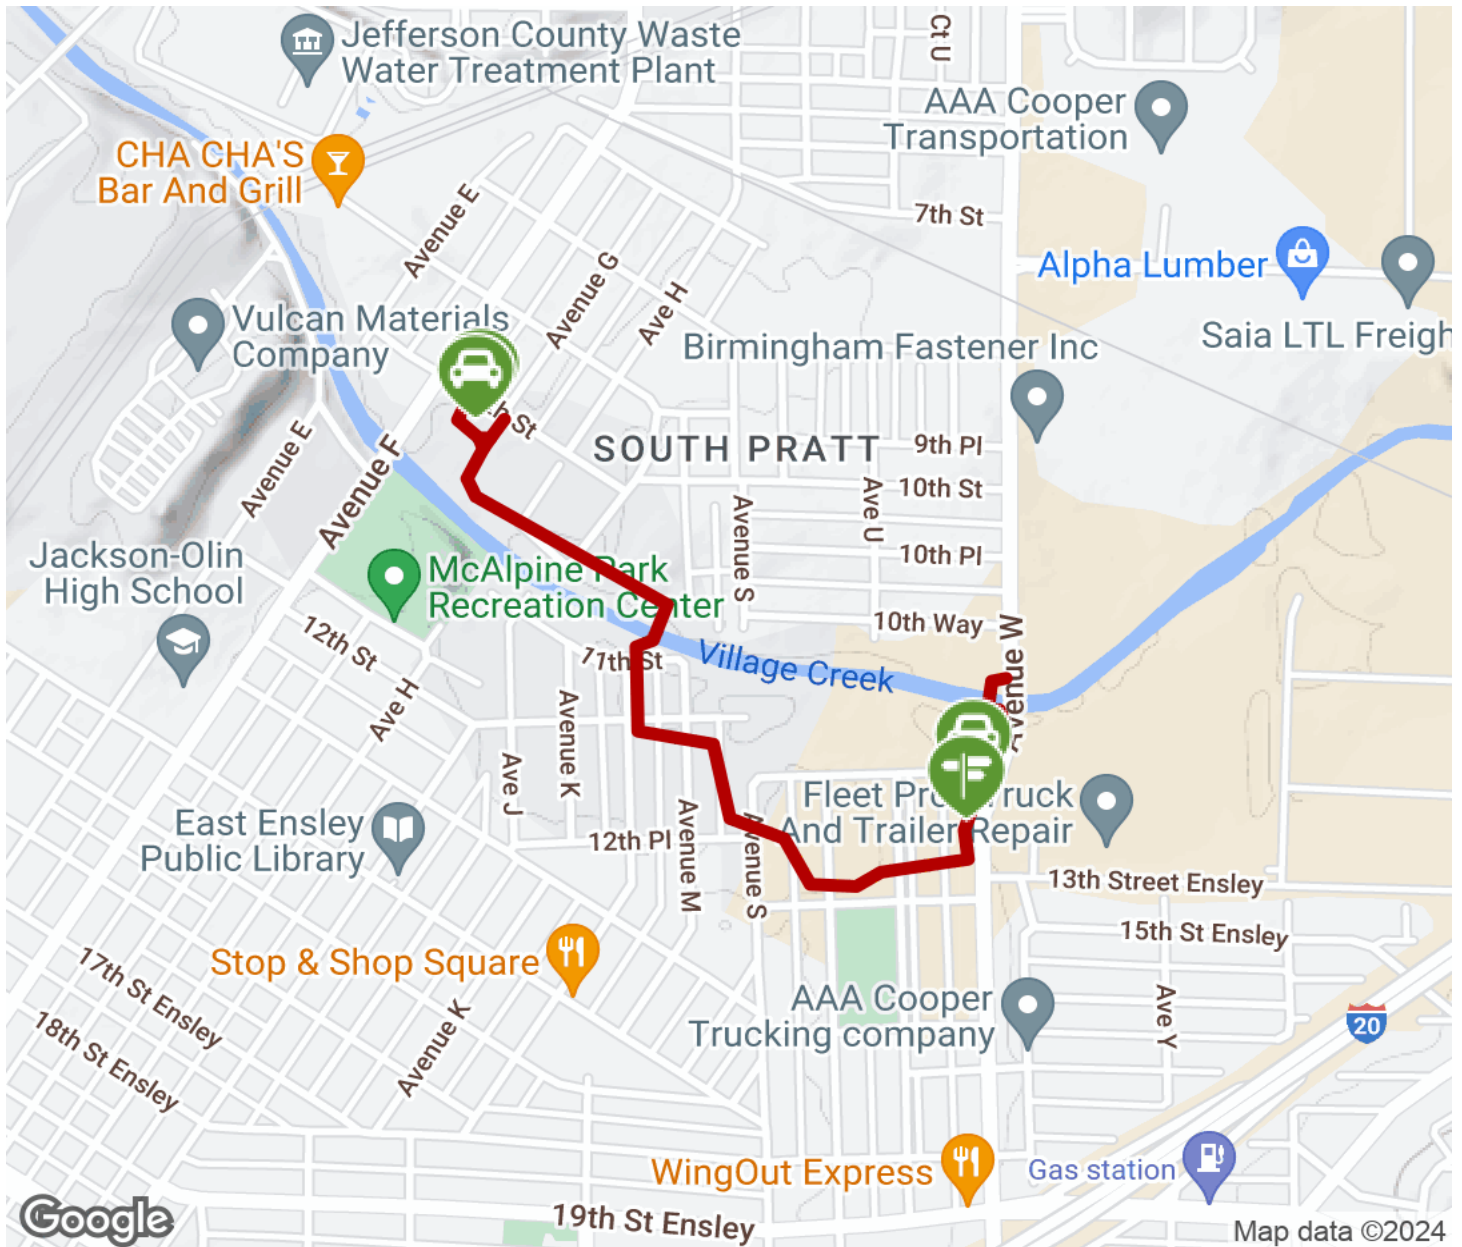 Jefferson County Waste
Water Treatment Plant
Ct U
AAA Cooper
Transportation
CHA CHA'S
Bar And Grill
Avenue E
7th St
Avenue G
Alpha Lumber
Ave H
Vulcan Materials
Company
Birmingham Fastener Inc
Saia LTL Freigh
h St
Avenue E
Avenue F
SOUTH PRATT
9th Pl
10th St
Ave U
Avenue S
10th Pl
Jackson-Olin
High School
McAlpine Park
Recreation Center
12th St
10th Way
11th St
Village Creek
Avenue W
Ave H
Avenue K
Ave J
Fleet Pro Truck
And Trailer Repair
East Ensley
Public Library
12th Pl
Avenue M
Avenue S
13th Street Ensley
15th St Ensley
Stop & Shop Square
17th St Ensley
18th St Ensley
Avenue K
AAA Cooper
Trucking company
Ave Y
20
WingOut Express
Gas station
19th St Ensley
Google
Map data ©2024